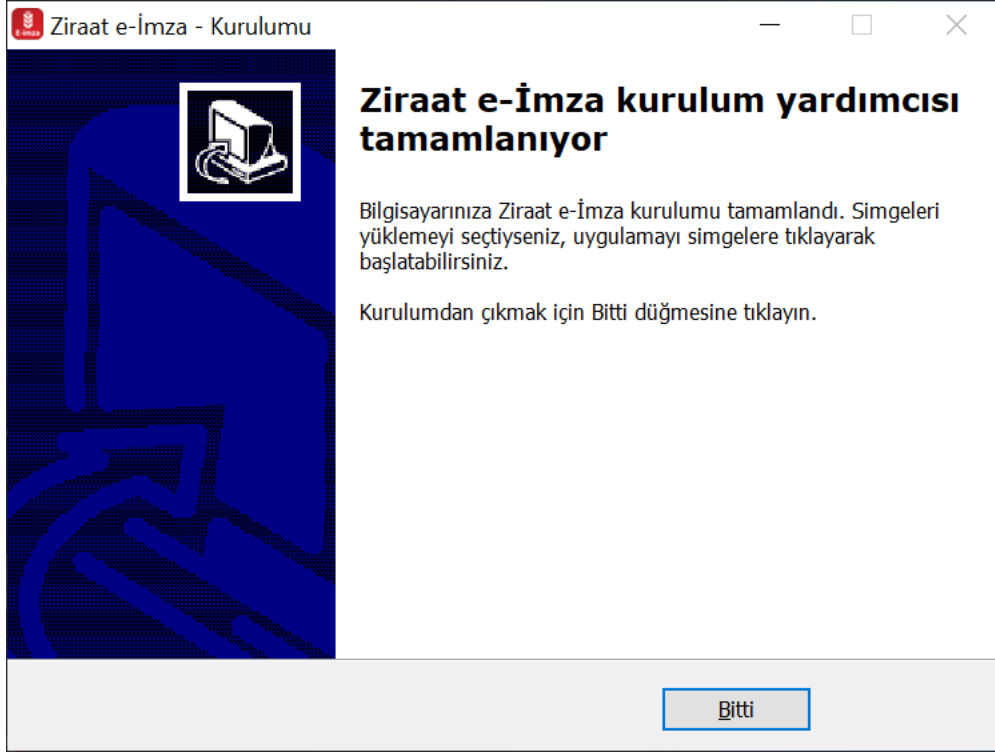 E-imza
Ziraat e-İmza - Kurulumu
Ziraat e-İmza kurulum yardımcısı
tamamlanıyor
Bilgisayarınıza Ziraat e-İmza kurulumu tamamlandı. Simgeleri
yüklemeyi seçtiyseniz, uygulamayı simgelere tıklayarak
başlatabilirsiniz.
Kurulumdan çıkmak için Bitti düğmesine tıklayın.
Bitti